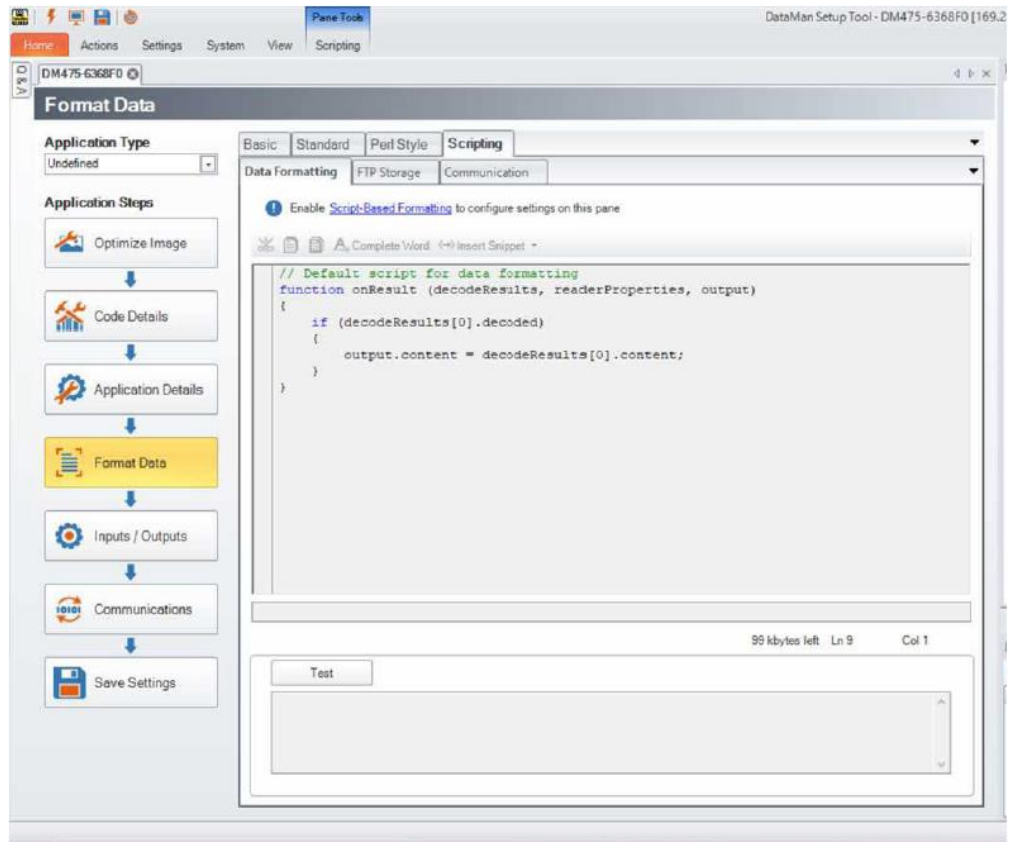 Pane Tools
DataMan Setup Tool - DM475-6368F0 [169.2
Home Actions Settings System View Scripting
Q&A
DM475-6368F0
Format Data
Application Type
Undefined
Application Steps
Optimize Image
Code Details
Application Details
Format Data
Inputs / Outputs
Communications
Save Settings
Basic Standard Perl Style Scripting
Data Formatting FTP Storage Communication
Enable Script-Based Formatting to configure settings on this pane
Complete Word Insert Snippet
// Default script for data formatting
function onResult (decodeResults, readerProperties, output)
{
if (decodeResults[0].decoded)
{
output.content = decodeResults[0].content;
}
}
99 kbytes left Ln 9 Col 1
Test